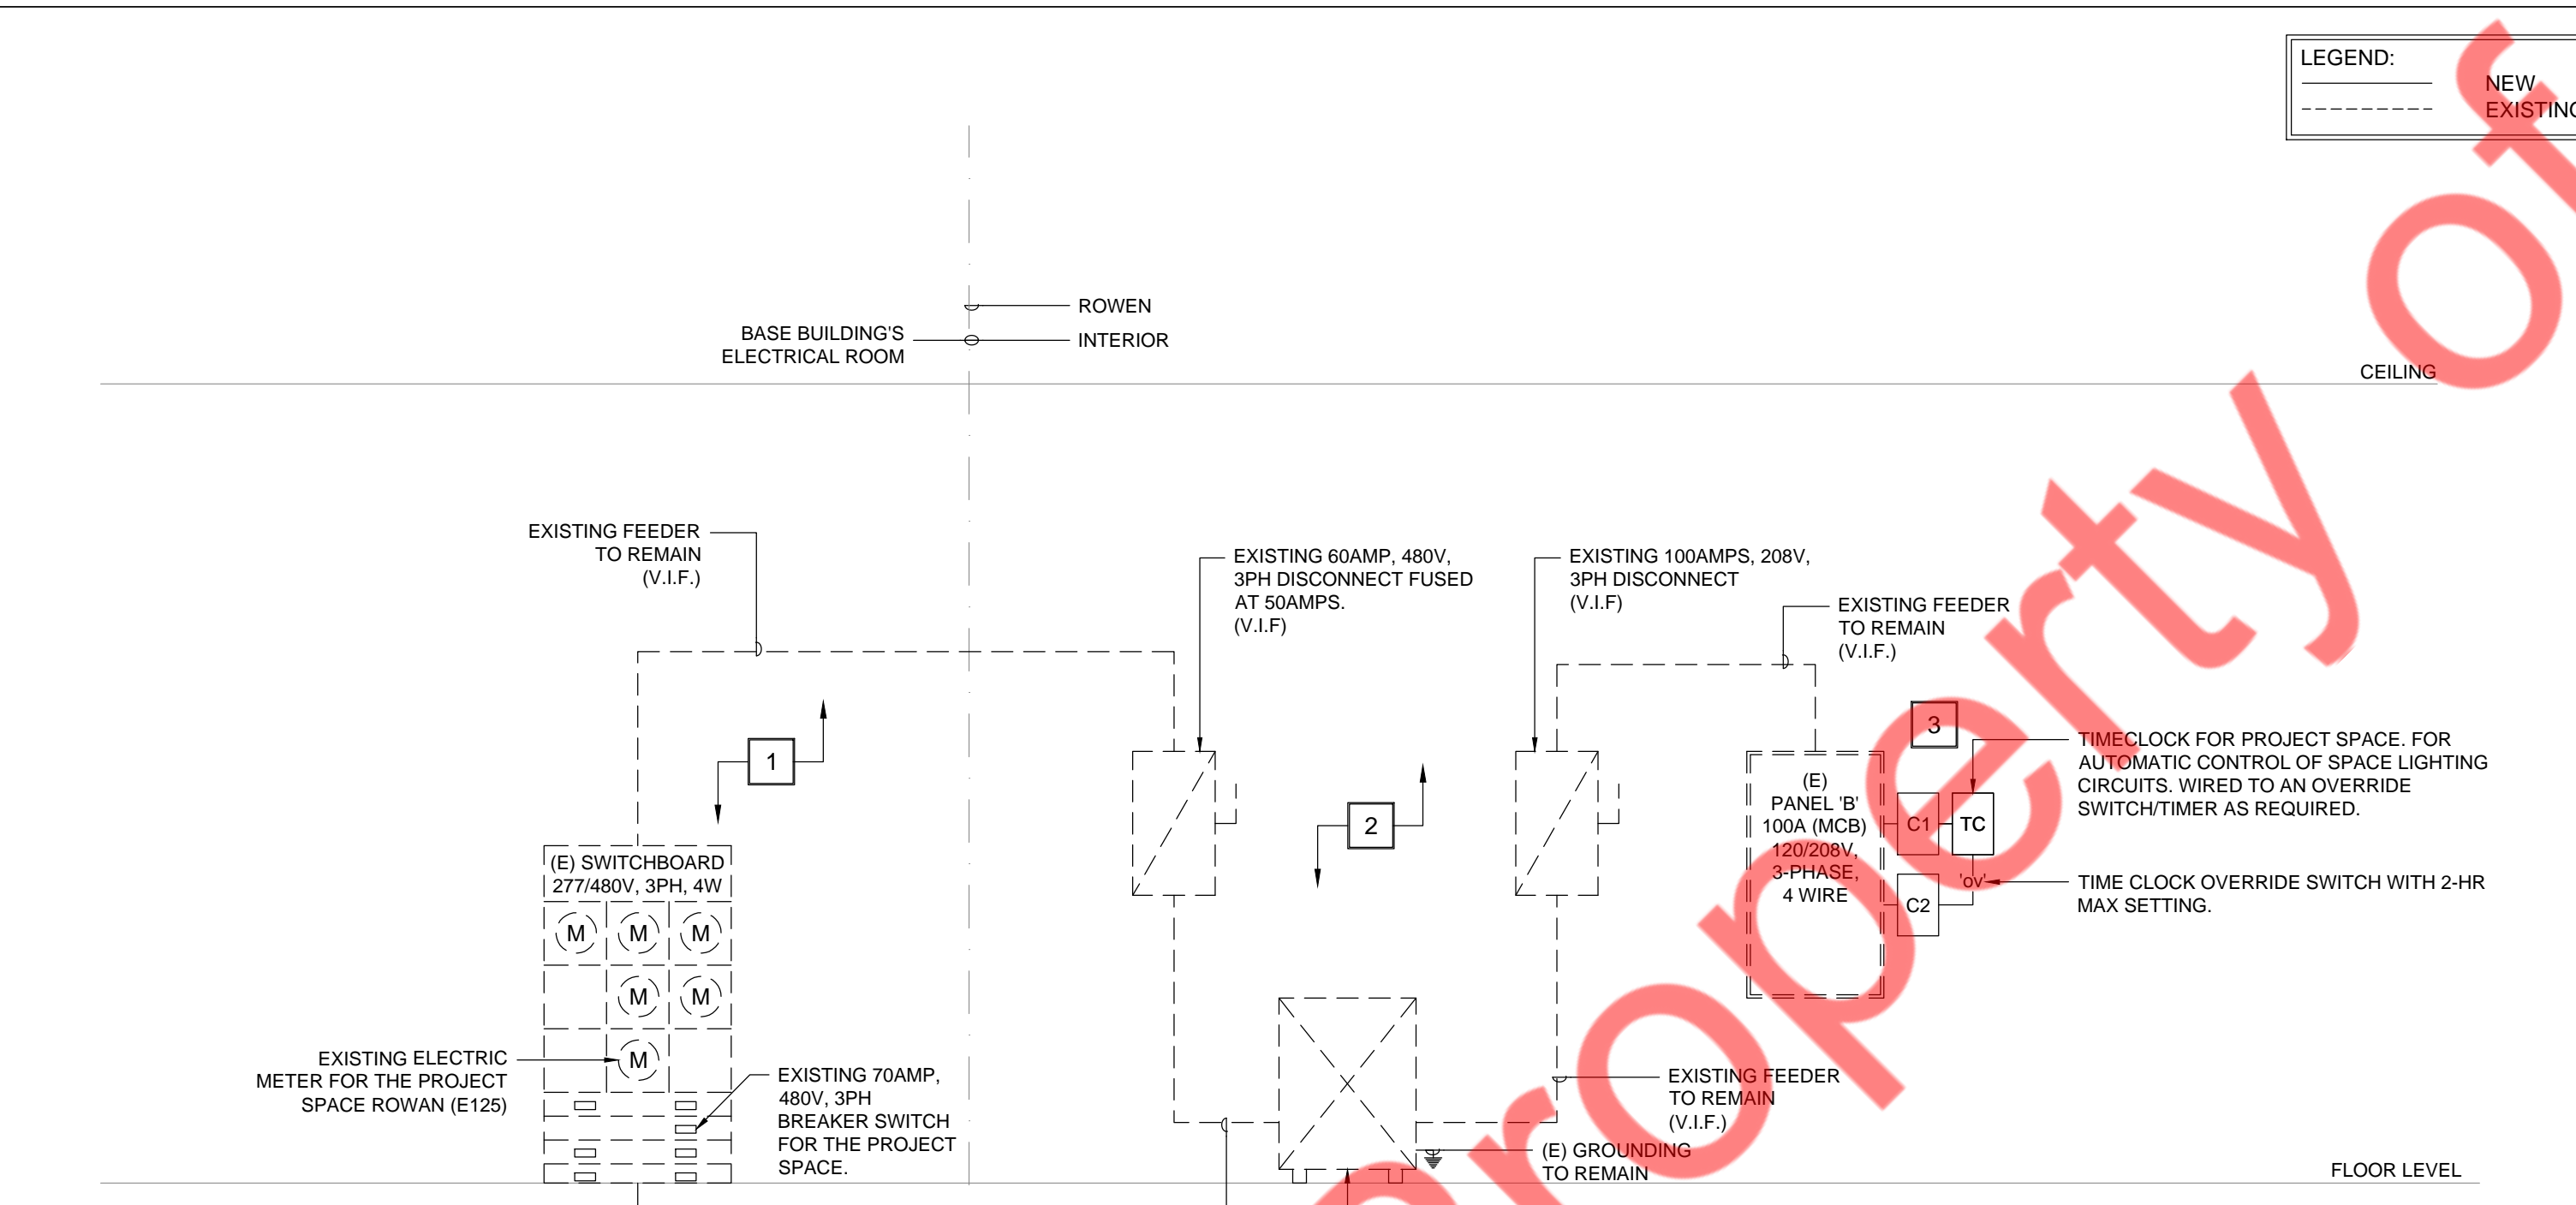 LEGEND:
NEW
EXISTING
ROWEN
BASE BUILDING'S
ELECTRICAL ROOM
INTERIOR
CEILING
EXISTING FEEDER
TO REMAIN
(V.I.F.)
EXISTING 60AMP, 480V,
3PH DISCONNECT FUSED
AT 50AMPS.
(V.I.F)
EXISTING 100AMPS, 208V,
3PH DISCONNECT
(V.I.F)
EXISTING FEEDER
TO REMAIN
(V.I.F.)
1
2
3
TIMECLOCK FOR PROJECT SPACE. FOR
AUTOMATIC CONTROL OF SPACE LIGHTING
CIRCUITS. WIRED TO AN OVERRIDE
SWITCH/TIMER AS REQUIRED.
(E)
PANEL 'B'
100A (MCB)
120/208V,
3-PHASE,
4 WIRE
C1
TC
'ov'
C2
TIME CLOCK OVERRIDE SWITCH WITH 2-HR
MAX SETTING.
(E) SWITCHBOARD
277/480V, 3PH, 4W
M M M
M M
M
EXISTING ELECTRIC
METER FOR THE PROJECT
SPACE ROWAN (E125)
EXISTING 70AMP,
480V, 3PH
BREAKER SWITCH
FOR THE PROJECT
SPACE.
EXISTING FEEDER
TO REMAIN
(V.I.F.)
(E) GROUNDING
TO REMAIN
FLOOR LEVEL
property of